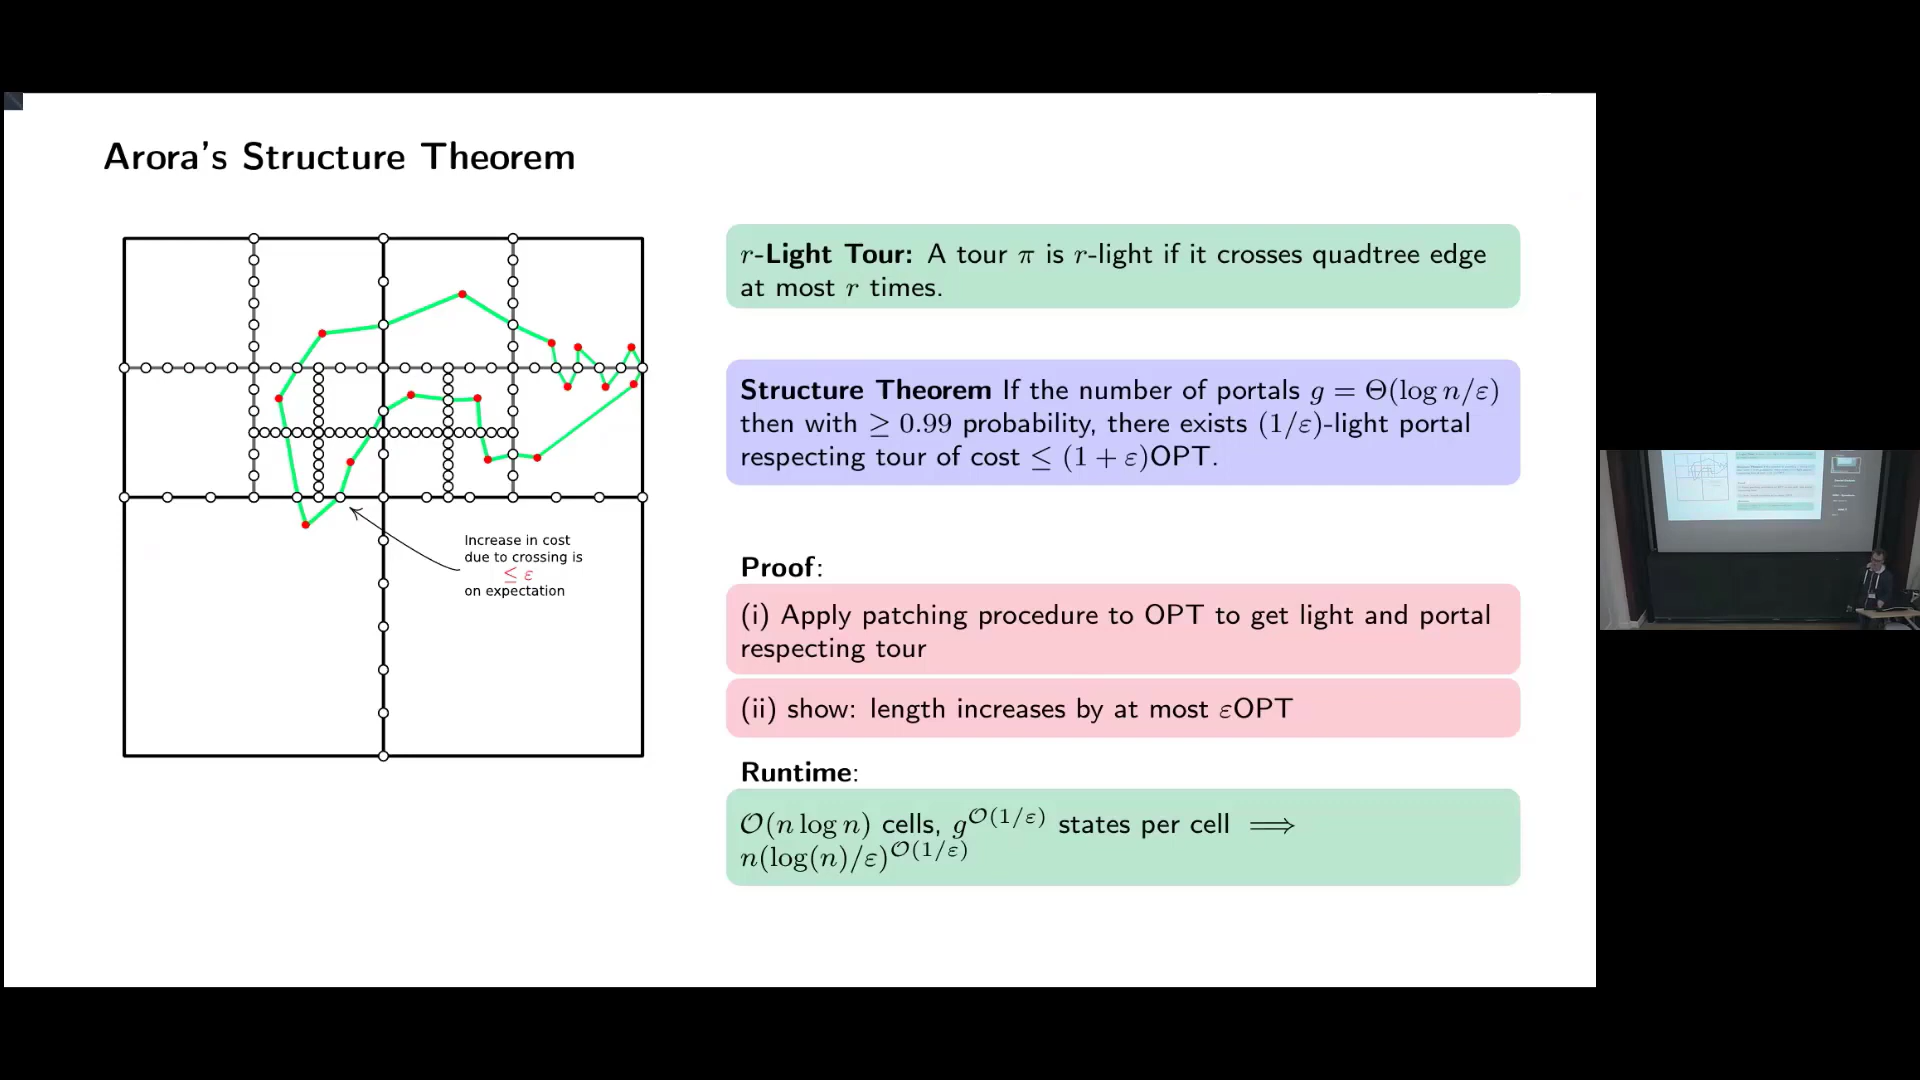 Arora's Structure Theorem
r-Light Tour: A tour π is r-light if it crosses quadtree edge
at most r times.
Structure Theorem If the number of portals g = Θ(log n/ε)
then with ≥ 0.99 probability, there exists (1/ε)-light portal
respecting tour of cost ≤ (1 + ε)OPT.
Increase in cost
due to crossing is
≤ ε
on expectation
Proof:
(i) Apply patching procedure to OPT to get light and portal
respecting tour
(ii) show: length increases by at most εOPT
Runtime:
𝒪(n log n) cells, g^𝒪(1/ε) states per cell ⟹
n(log(n)/ε)^𝒪(1/ε)